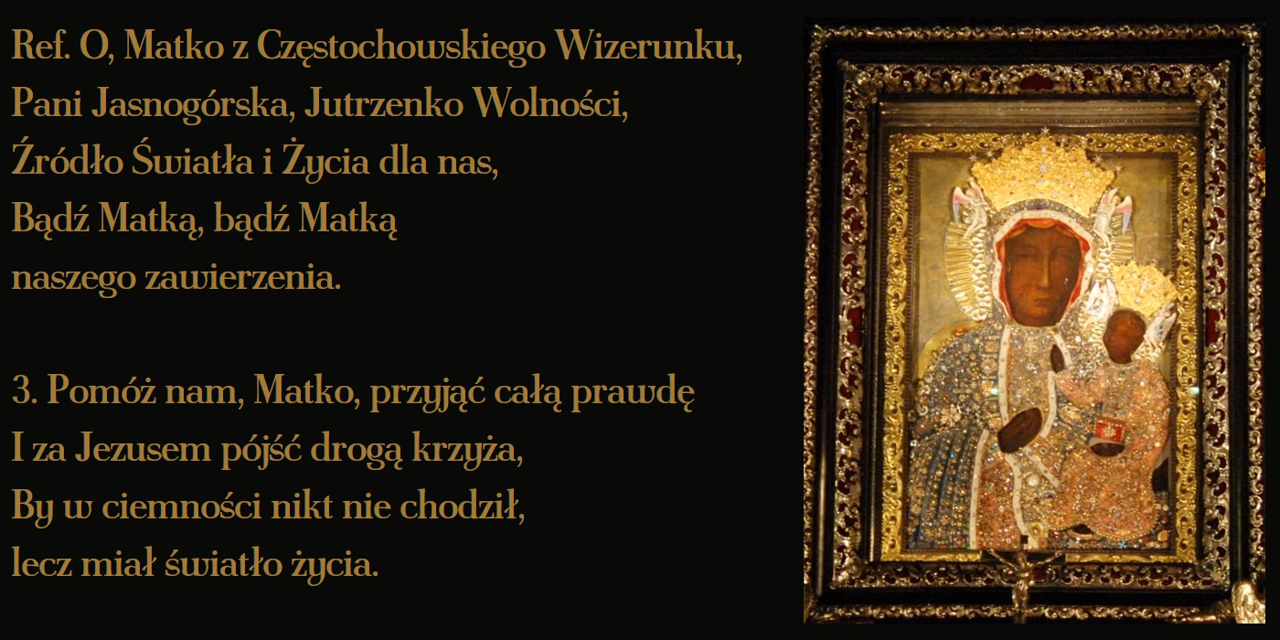 Ref. O, Matko z Częstochowskiego Wizerunku,
Pani Jasnogórska, Jutrzenko Wolności,
Źródło Światła i Życia dla nas,
Bądź Matką, bądź Matką
naszego zawierzenia.
3. Pomóż nam, Matko, przyjąć całą prawdę
I za Jezusem pójść drogą krzyża,
By w ciemności nikt nie chodził,
lecz miał światło życia.